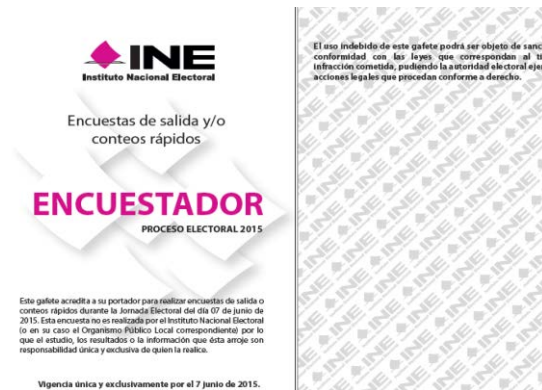 INE
Instituto Nacional Electoral
Encuestas de salida y/o
conteos rápidos
ENCUESTADOR
PROCESO ELECTORAL 2015
Este gafete acredita a su portador para realizar encuestas de salida o
conteos rápidos durante la Jornada Electoral del día 07 de junio de
2015. Esta encuesta no es realizada por el Instituto Nacional Electoral
(o en su caso el Organismo Público Local correspondiente) por lo
que el estudio, los resultados o la información que ésta arroje son
responsabilidad única y exclusiva de quien la realice.
Vigencia única y exclusivamente por el 7 junio de 2015.
El uso indebido de este gafete podrá ser objeto de sanc
conformidad con las leyes que correspondan al ti
infracción cometida, pudiendo la autoridad electoral eje
acciones legales que procedan conforme a derecho.